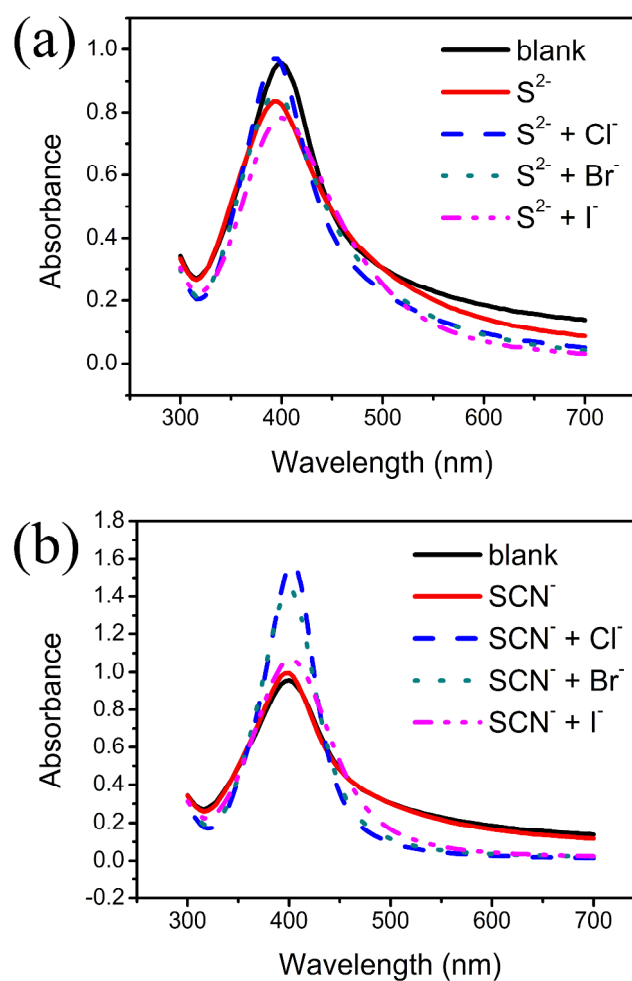 (a)
1.0
0.8
0.6
0.4
0.2
0.0
Absorbance
blank
S²⁻
S²⁻ + Cl⁻
S²⁻ + Br⁻
S²⁻ + I⁻
300 400 500 600 700
Wavelength (nm)
(b)
1.8
1.6
1.4
1.2
1.0
0.8
0.6
0.4
0.2
0.0
-0.2
Absorbance
blank
SCN⁻
SCN⁻ + Cl⁻
SCN⁻ + Br⁻
SCN⁻ + I⁻
300 400 500 600 700
Wavelength (nm)